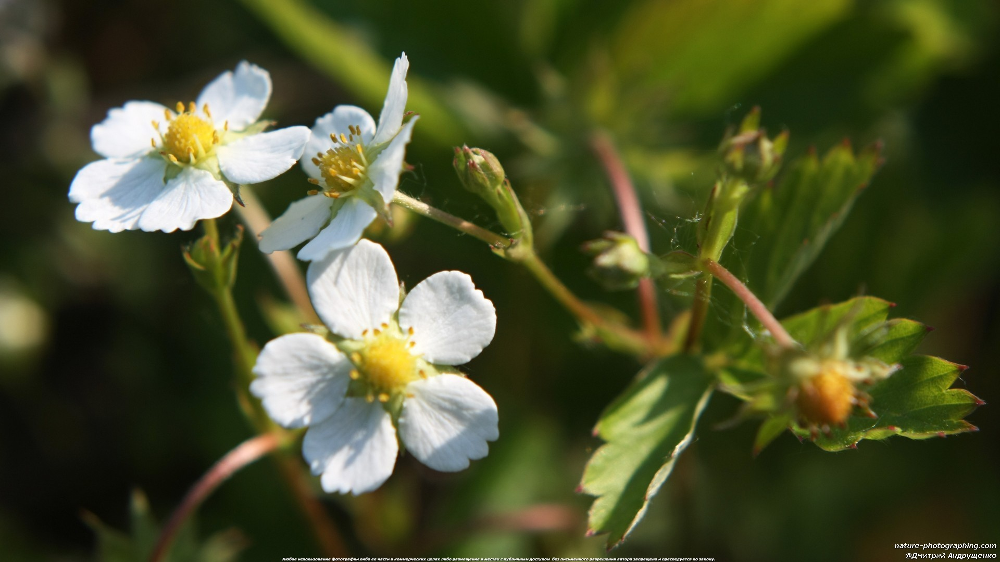 nature-photographing.com
@Дмитрий Андрущенко
Любое использование фотографии либо ее части в коммерческих целях либо размещение в местах с публичным доступом без письменного разрешения автора запрещено и преследуется по закону.